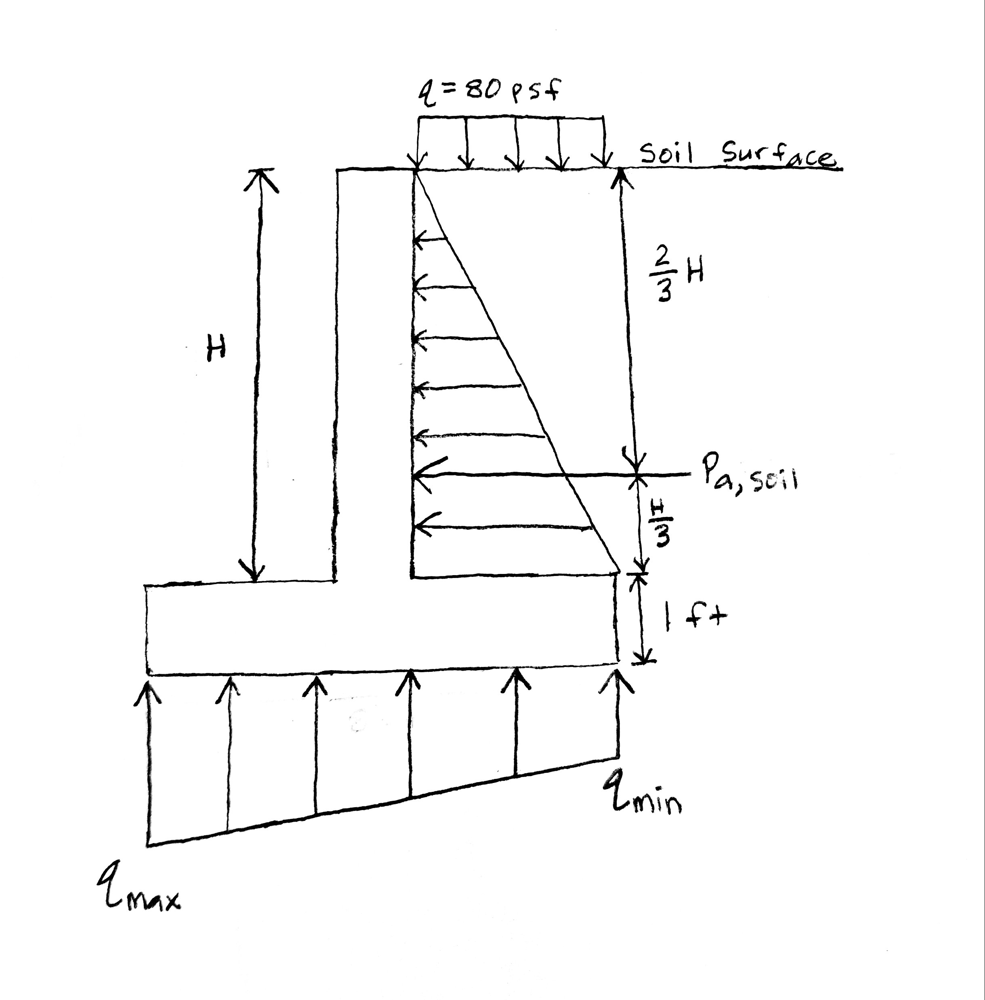 q = 80 psf
Soil Surface
2/3 H
H
Pa, soil
H/3
1 ft
qmin
qmax